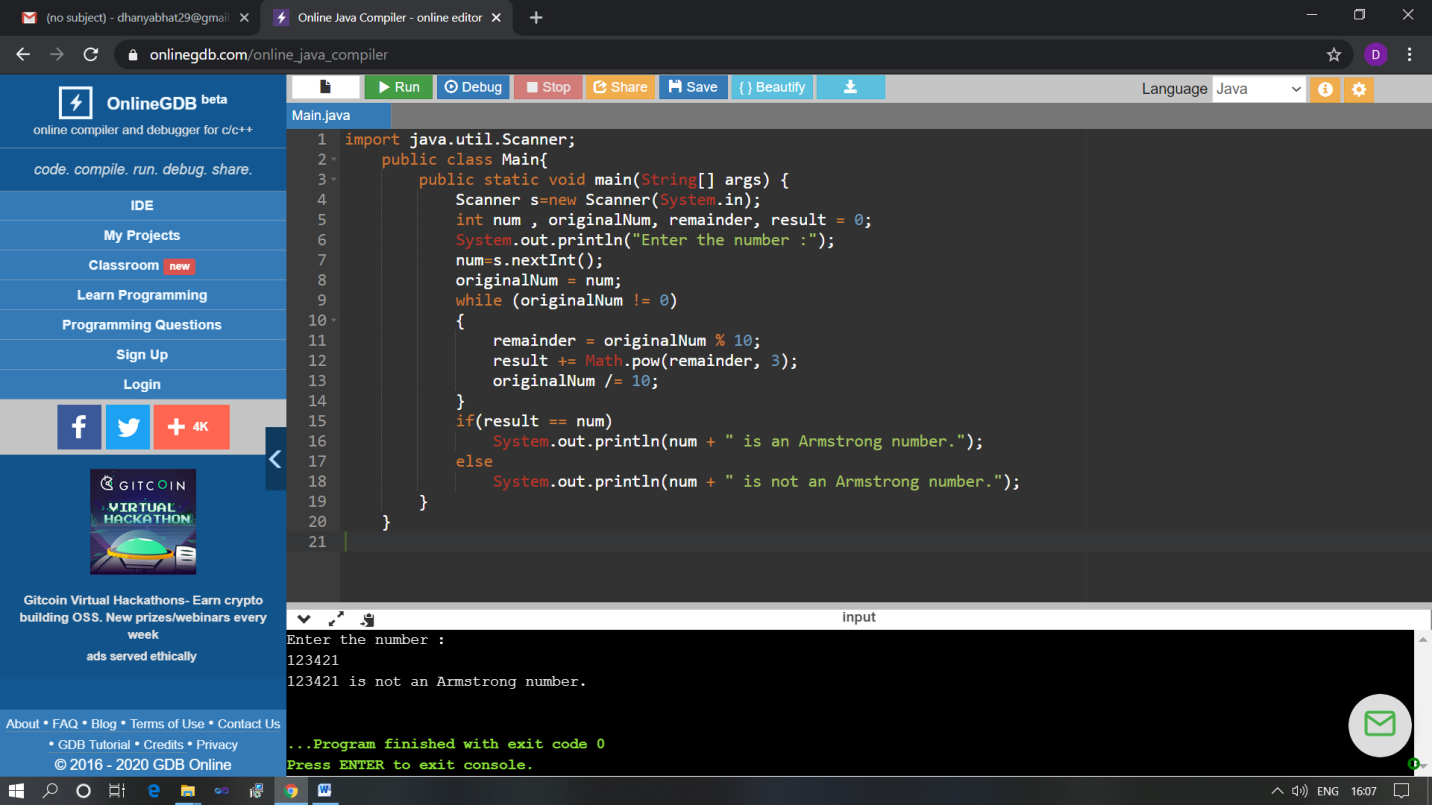 (no subject) - dhanyabhat29@gmail
Online Java Compiler - online editor
onlinegdb.com/online_java_compiler
D
OnlineGDB beta
online compiler and debugger for c/c++
code. compile. run. debug. share.
IDE
My Projects
Classroom new
Learn Programming
Programming Questions
Sign Up
Login
4K
GITCOIN
VIRTUAL
HACKATHON
Gitcoin Virtual Hackathons- Earn crypto
building OSS. New prizes/webinars every
week
ads served ethically
About • FAQ • Blog • Terms of Use • Contact Us
• GDB Tutorial • Credits • Privacy
© 2016 - 2020 GDB Online
Run Debug Stop Share Save { } Beautify
Language Java
Main.java
1 import java.util.Scanner;
2 public class Main{
3 public static void main(String[] args) {
4 Scanner s=new Scanner(System.in);
5 int num , originalNum, remainder, result = 0;
6 System.out.println("Enter the number :");
7 num=s.nextInt();
8 originalNum = num;
9 while (originalNum != 0)
10 {
11 remainder = originalNum % 10;
12 result += Math.pow(remainder, 3);
13 originalNum /= 10;
14 }
15 if(result == num)
16 System.out.println(num + " is an Armstrong number.");
17 else
18 System.out.println(num + " is not an Armstrong number.");
19 }
20 }
21
input
Enter the number :
123421
123421 is not an Armstrong number.
...Program finished with exit code 0
Press ENTER to exit console.
ENG 16:07